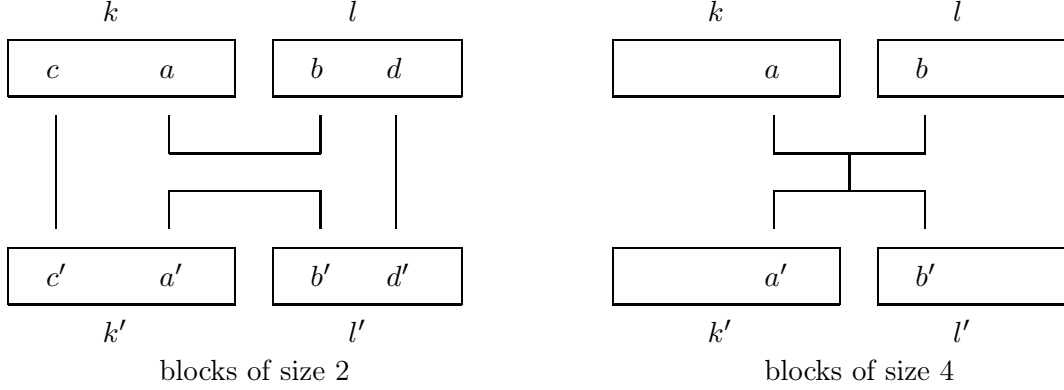 k l k l
c a b d a b
c′ a′ b′ d′ a′ b′
k′ l′ k′ l′
blocks of size 2 blocks of size 4